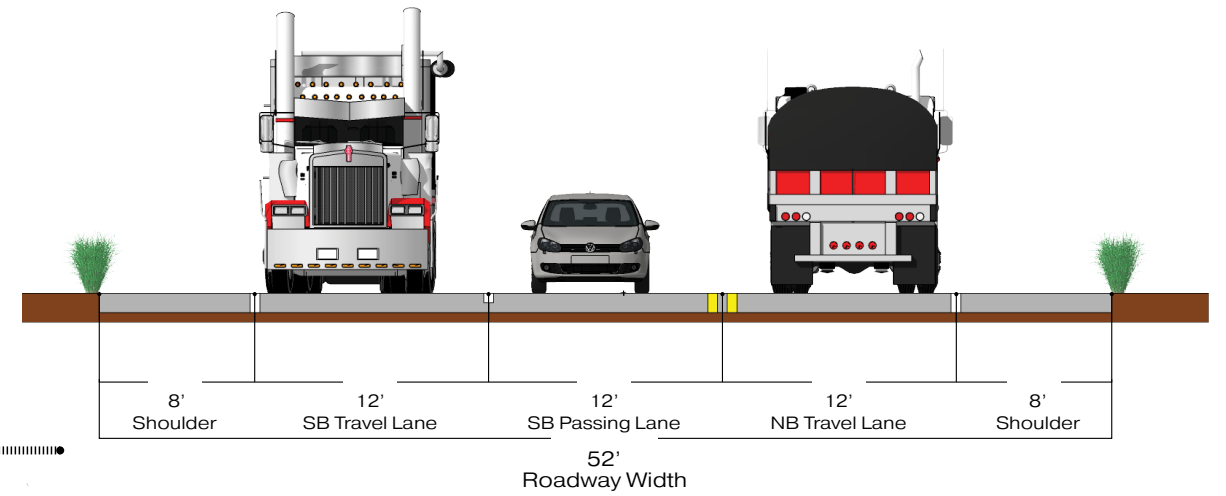 8’
Shoulder
12’
SB Travel Lane
12’
SB Passing Lane
12’
NB Travel Lane
8’
Shoulder
52’
Roadway Width